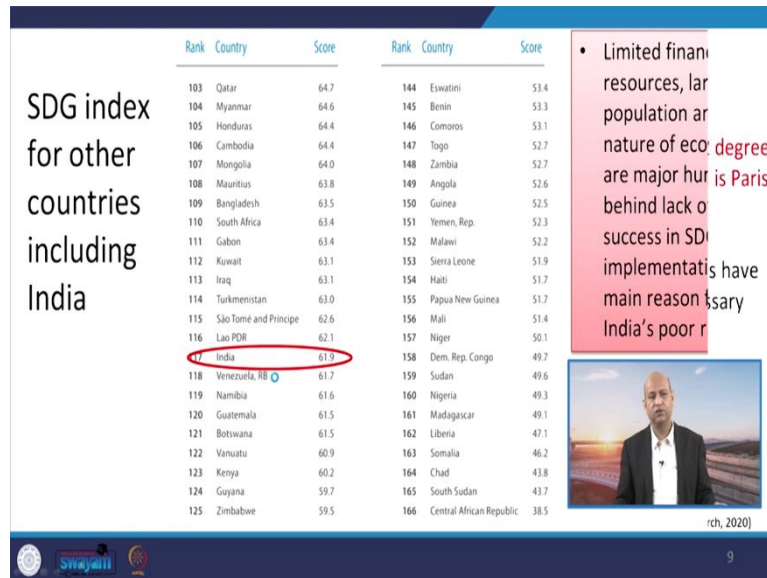 SDG index
for other
countries
including
India
Rank Country Score
103 Qatar 64.7
104 Myanmar 64.6
105 Honduras 64.4
106 Cambodia 64.4
107 Mongolia 64.0
108 Mauritius 63.8
109 Bangladesh 63.5
110 South Africa 63.4
111 Gabon 63.4
112 Kuwait 63.1
113 Iraq 63.1
114 Turkmenistan 63.0
115 São Tomé and Príncipe 62.6
116 Lao PDR 62.1
117 India 61.9
118 Venezuela, RB 61.7
119 Namibia 61.6
120 Guatemala 61.5
121 Botswana 61.5
122 Vanuatu 60.9
123 Kenya 60.2
124 Guyana 59.7
125 Zimbabwe 59.5
Rank Country Score
144 Eswatini 53.4
145 Benin 53.3
146 Comoros 53.1
147 Togo 52.7
148 Zambia 52.7
149 Angola 52.6
150 Guinea 52.5
151 Yemen, Rep. 52.3
152 Malawi 52.2
153 Sierra Leone 51.9
154 Haiti 51.7
155 Papua New Guinea 51.7
156 Mali 51.4
157 Niger 50.1
158 Dem. Rep. Congo 49.7
159 Sudan 49.6
160 Nigeria 49.3
161 Madagascar 49.1
162 Liberia 47.1
163 Somalia 46.2
164 Chad 43.8
165 South Sudan 43.7
166 Central African Republic 38.5
• Limited finan
resources, lar
population ar
nature of eco degree
are major hur is Paris
behind lack o
success in SD
implementati s have
main reason ssary
India's poor r
rch, 2020)
swayam
9